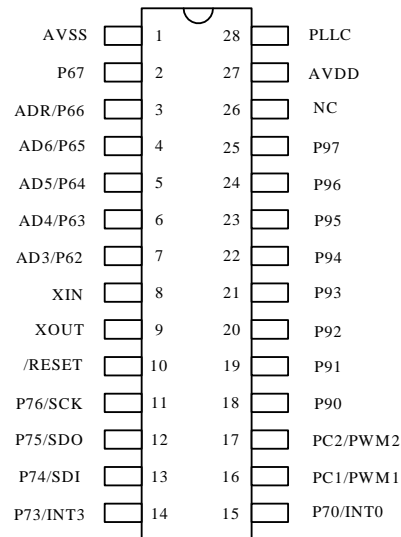 AVSS 1 28 PLLC
P67 2 27 AVDD
ADR/P66 3 26 NC
AD6/P65 4 25 P97
AD5/P64 5 24 P96
AD4/P63 6 23 P95
AD3/P62 7 22 P94
XIN 8 21 P93
XOUT 9 20 P92
/RESET 10 19 P91
P76/SCK 11 18 P90
P75/SDO 12 17 PC2/PWM2
P74/SDI 13 16 PC1/PWM1
P73/INT3 14 15 P70/INT0